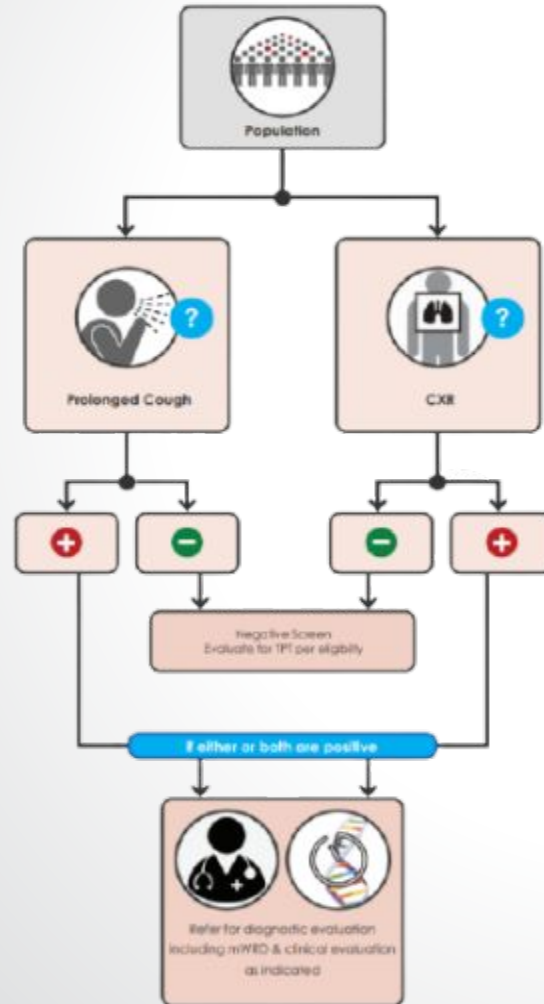 Population
?
?
Prolonged Cough
CXR
Negative Screen
Evaluate for TPT per eligibilty
if either or both are positive
Refer for diagnostic evaluation
including mWRD & clinical evaluation
as indicated